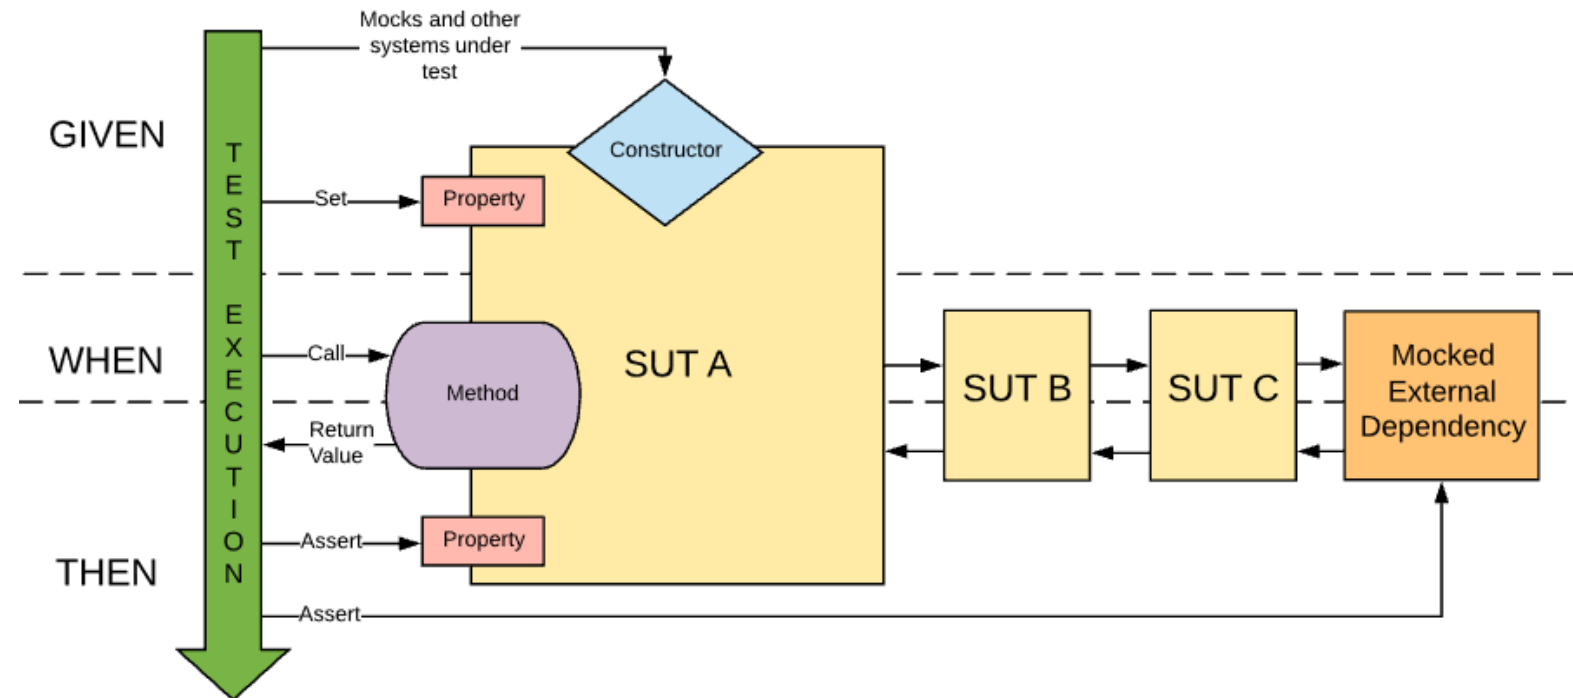 Mocks and other
systems under
test
GIVEN
Constructor
Set
Property
TEST EXECUTION
WHEN
Call
Method
SUT A
SUT B
SUT C
Mocked
External
Dependency
Return
Value
Assert
Property
THEN
Assert